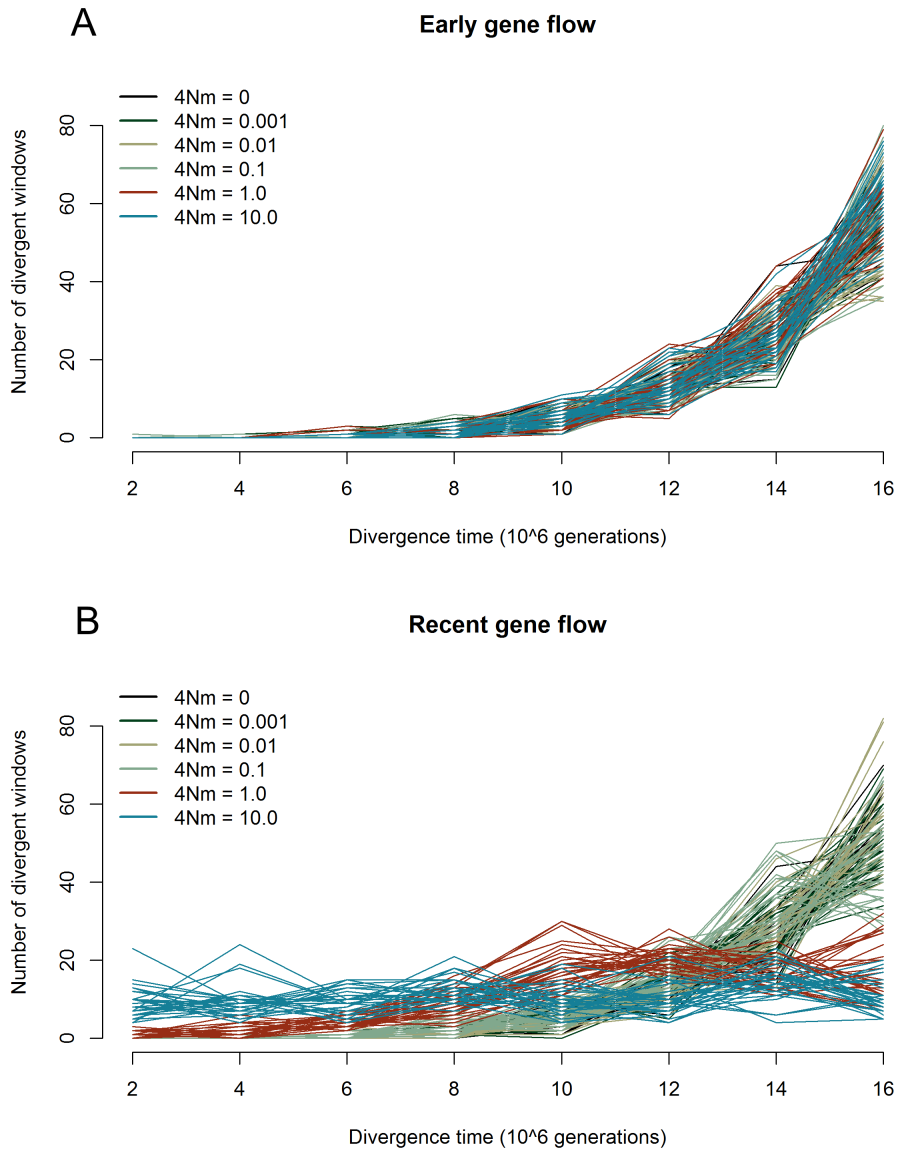 A
Early gene flow
4Nm = 0
4Nm = 0.001
4Nm = 0.01
4Nm = 0.1
4Nm = 1.0
4Nm = 10.0
Number of divergent windows
80
60
40
20
0
2 4 6 8 10 12 14 16
Divergence time (10^6 generations)
B
Recent gene flow
4Nm = 0
4Nm = 0.001
4Nm = 0.01
4Nm = 0.1
4Nm = 1.0
4Nm = 10.0
Number of divergent windows
80
60
40
20
0
2 4 6 8 10 12 14 16
Divergence time (10^6 generations)